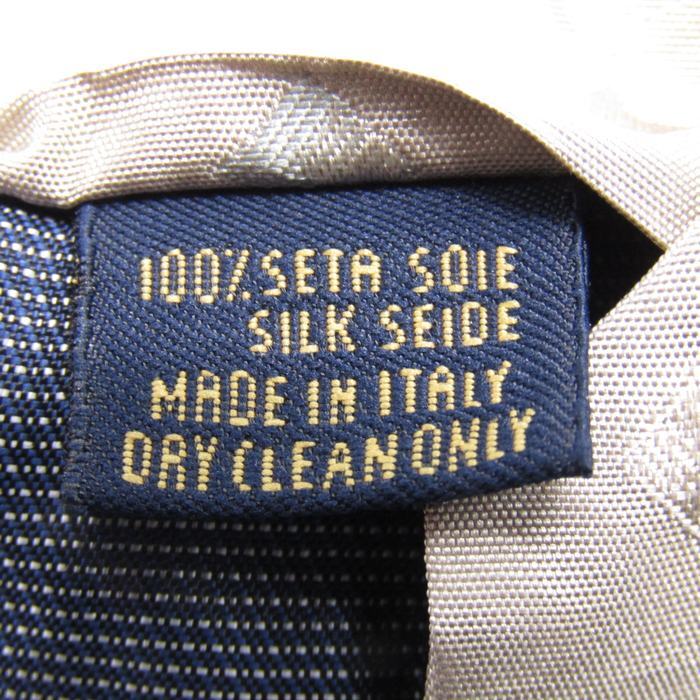 100% SETA SOIE
SILK SEIDE
MADE IN ITALY
DRY CLEAN ONLY